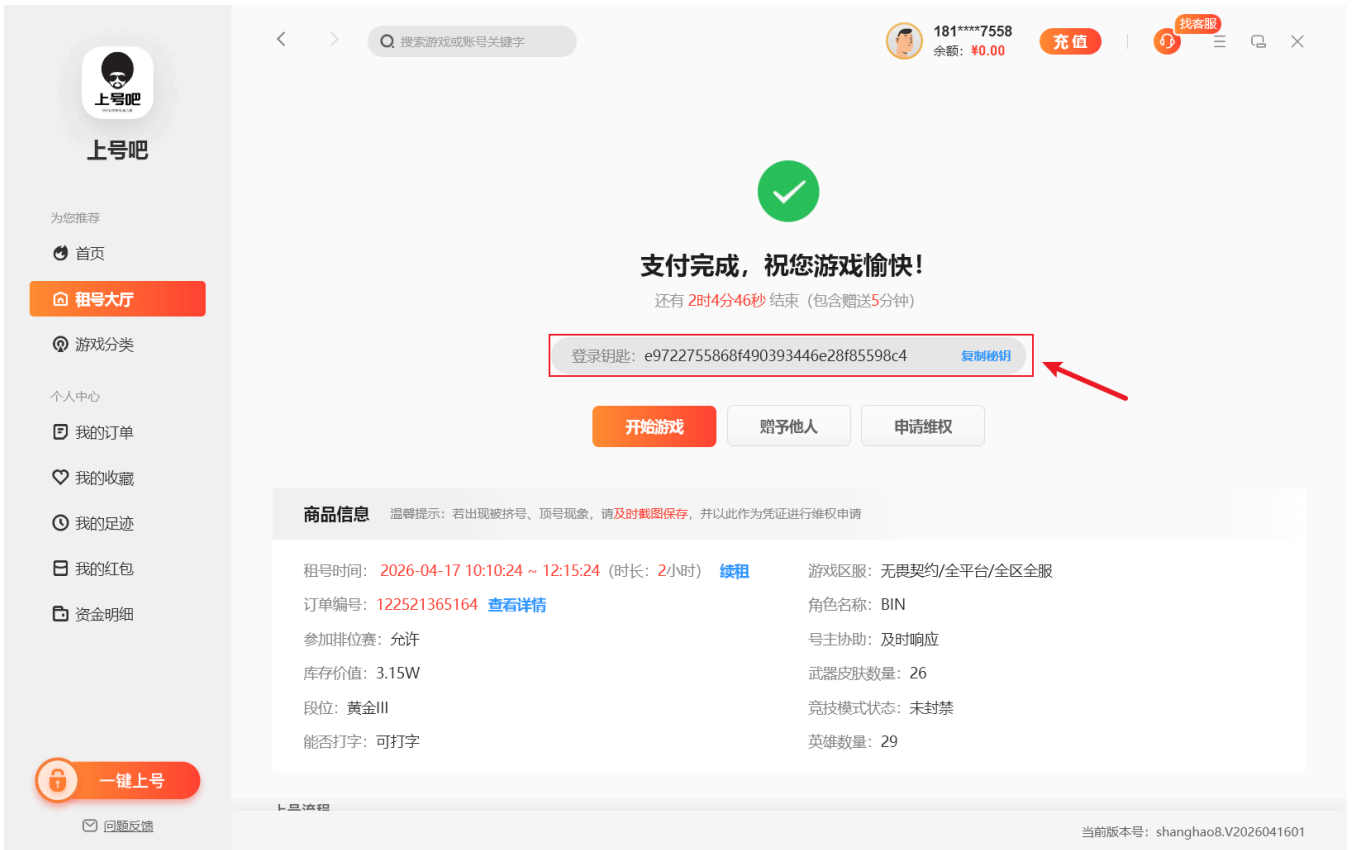 搜索游戏或账号关键字
181****7558
余额：¥0.00
充值
找客服
上号吧
上号吧
为您推荐
首页
租号大厅
游戏分类
个人中心
我的订单
我的收藏
我的足迹
我的红包
资金明细
一键上号
问题反馈
支付完成，祝您游戏愉快！
还有 2时4分46秒 结束（包含赠送5分钟）
登录钥匙：e9722755868f490393446e28f85598c4 复制秘钥
开始游戏 赠予他人 申请维权
商品信息 温馨提示：若出现被挤号、顶号现象，请及时截图保存，并以此作为凭证进行维权申请
租号时间：2026-04-17 10:10:24 ~ 12:15:24（时长：2小时） 续租
游戏区服：无畏契约/全平台/全区全服
订单编号：122521365164 查看详情
角色名称：BIN
参加排位赛：允许
号主协助：及时响应
库存价值：3.15W
武器皮肤数量：26
段位：黄金III
竞技模式状态：未封禁
能否打字：可打字
英雄数量：29
上号流程
当前版本号：shanghao8.V2026041601